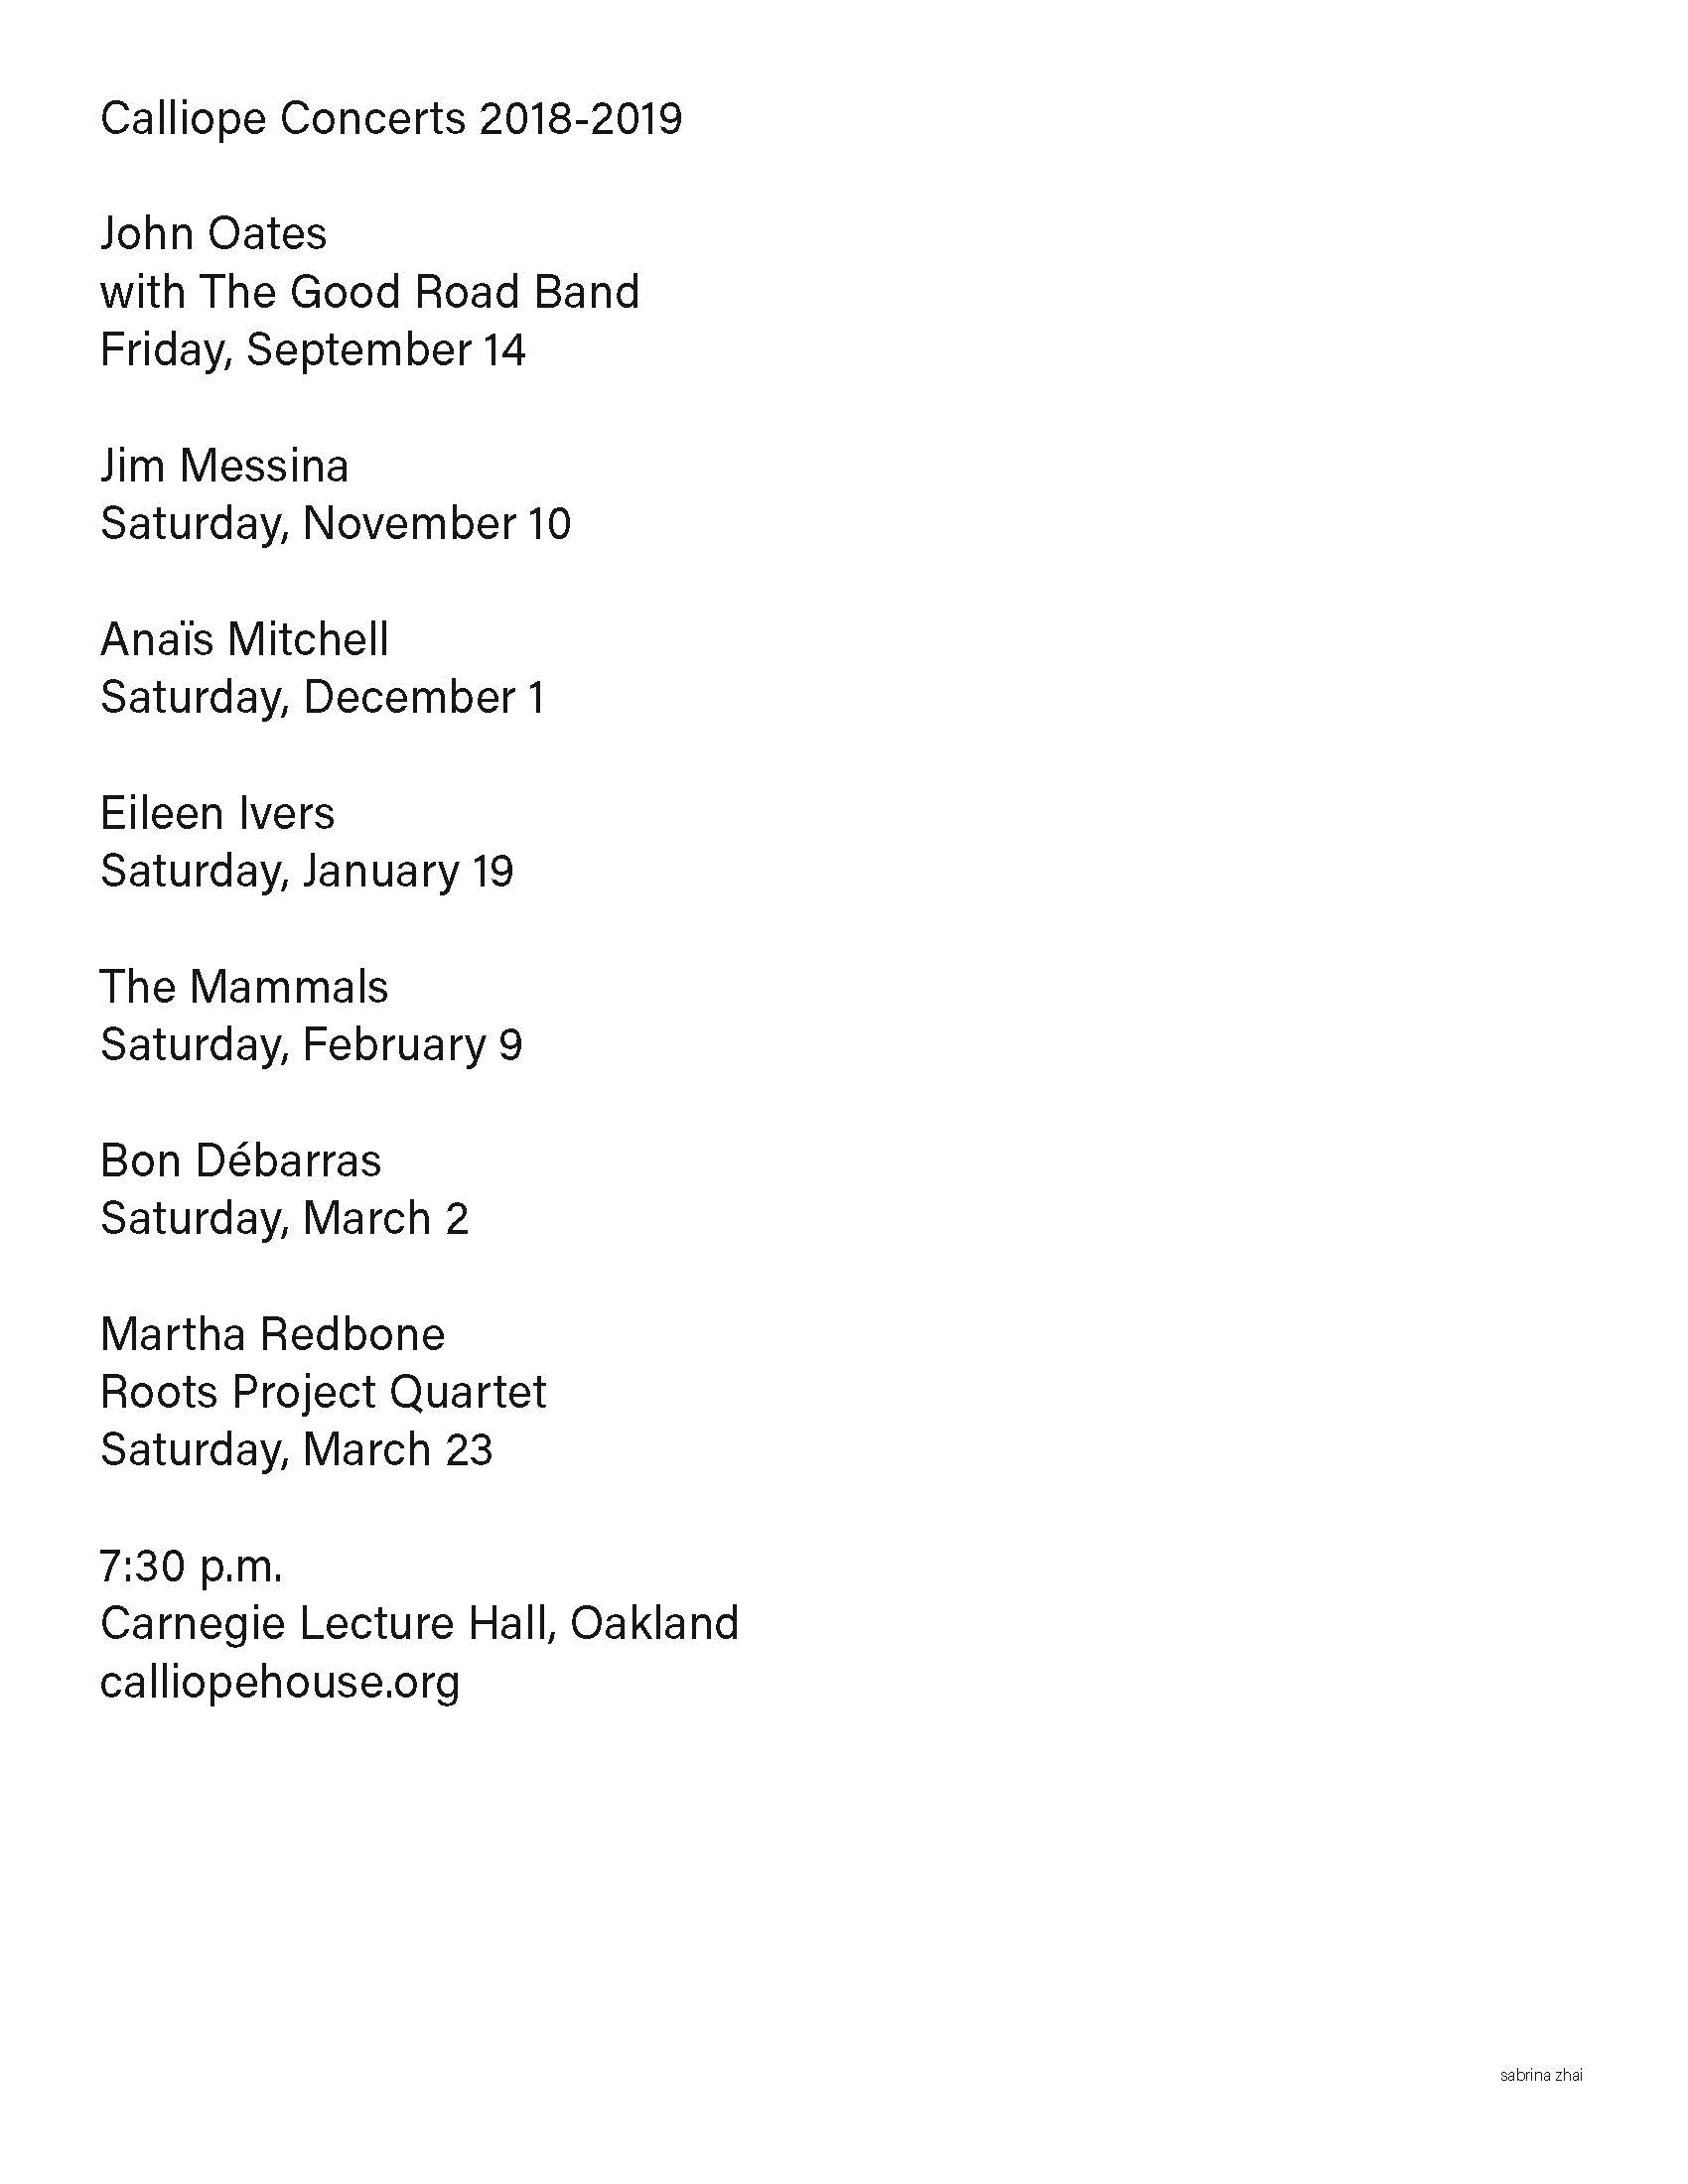 Calliope Concerts 2018-2019
John Oates
with The Good Road Band
Friday, September 14
Jim Messina
Saturday, November 10
Anaïs Mitchell
Saturday, December 1
Eileen Ivers
Saturday, January 19
The Mammals
Saturday, February 9
Bon Débarras
Saturday, March 2
Martha Redbone
Roots Project Quartet
Saturday, March 23
7:30 p.m.
Carnegie Lecture Hall, Oakland
calliopehouse.org
sabrina zhai